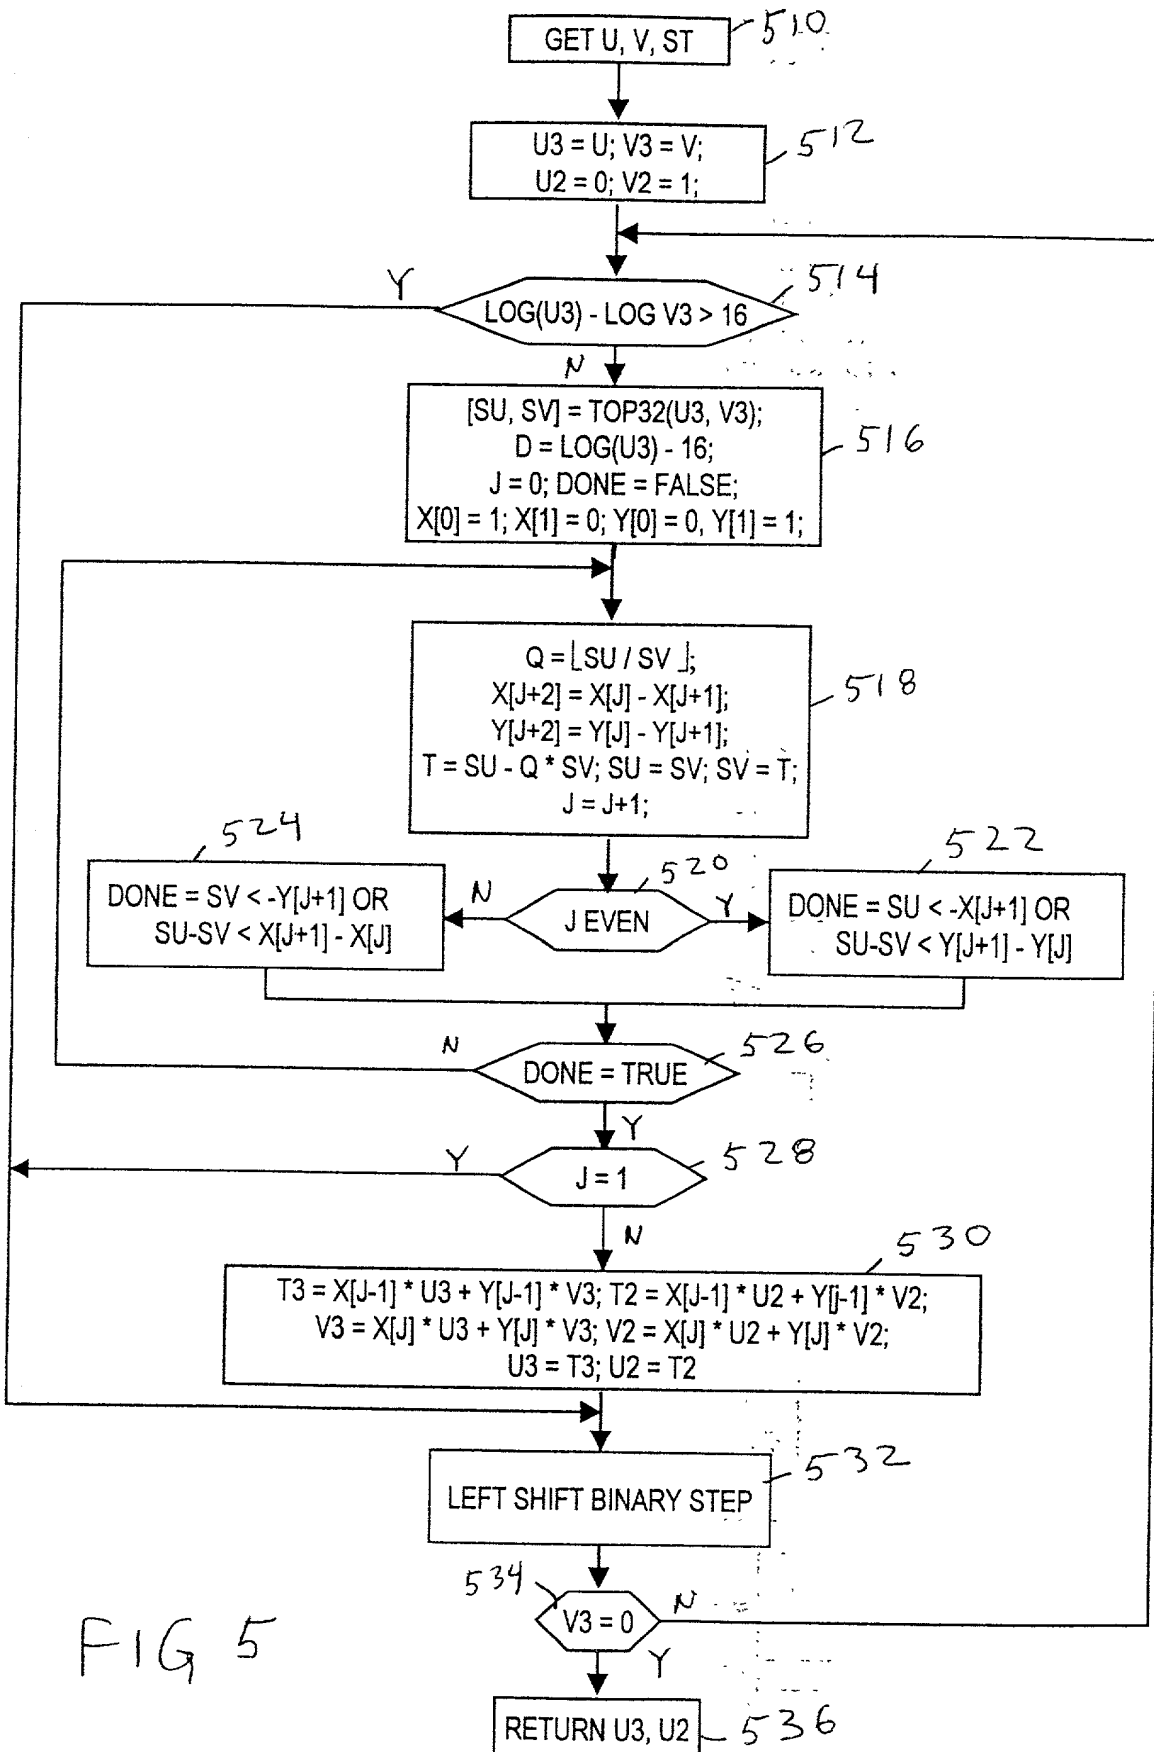 GET U, V, ST
510
U3 = U; V3 = V;
U2 = 0; V2 = 1;
512
Y
LOG(U3) - LOG V3 > 16
514
N
[SU, SV] = TOP32(U3, V3);
D = LOG(U3) - 16;
J = 0; DONE = FALSE;
X[0] = 1; X[1] = 0; Y[0] = 0, Y[1] = 1;
516
Q = ⌊SU / SV⌋;
X[J+2] = X[J] - X[J+1];
Y[J+2] = Y[J] - Y[J+1];
T = SU - Q * SV; SU = SV; SV = T;
J = J+1;
518
524
DONE = SV < -Y[J+1] OR
SU-SV < X[J+1] - X[J]
N
J EVEN
520
Y
522
DONE = SU < -X[J+1] OR
SU-SV < Y[J+1] - Y[J]
N
DONE = TRUE
526
Y
Y
J = 1
528
N
530
T3 = X[J-1] * U3 + Y[J-1] * V3; T2 = X[J-1] * U2 + Y[j-1] * V2;
V3 = X[J] * U3 + Y[J] * V3; V2 = X[J] * U2 + Y[J] * V2;
U3 = T3; U2 = T2
LEFT SHIFT BINARY STEP
532
534
V3 = 0
N
Y
FIG 5
RETURN U3, U2
536